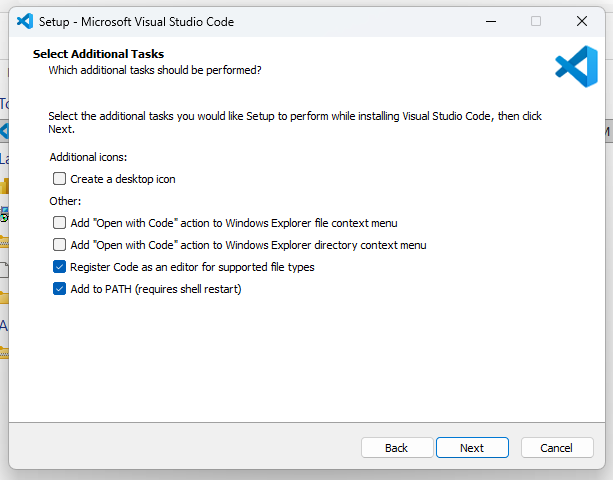 Setup - Microsoft Visual Studio Code
Select Additional Tasks
Which additional tasks should be performed?
Select the additional tasks you would like Setup to perform while installing Visual Studio Code, then click
Next.
Additional icons:
Create a desktop icon
Other:
Add "Open with Code" action to Windows Explorer file context menu
Add "Open with Code" action to Windows Explorer directory context menu
Register Code as an editor for supported file types
Add to PATH (requires shell restart)
Back
Next
Cancel